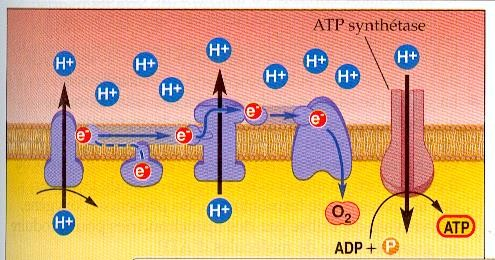 ATP synthétase
H+
H+
H+
H+
H+
H+
H+
H+
H+
e-
e-
e-
e-
e-
H+
H+
O2
ATP
ADP + P